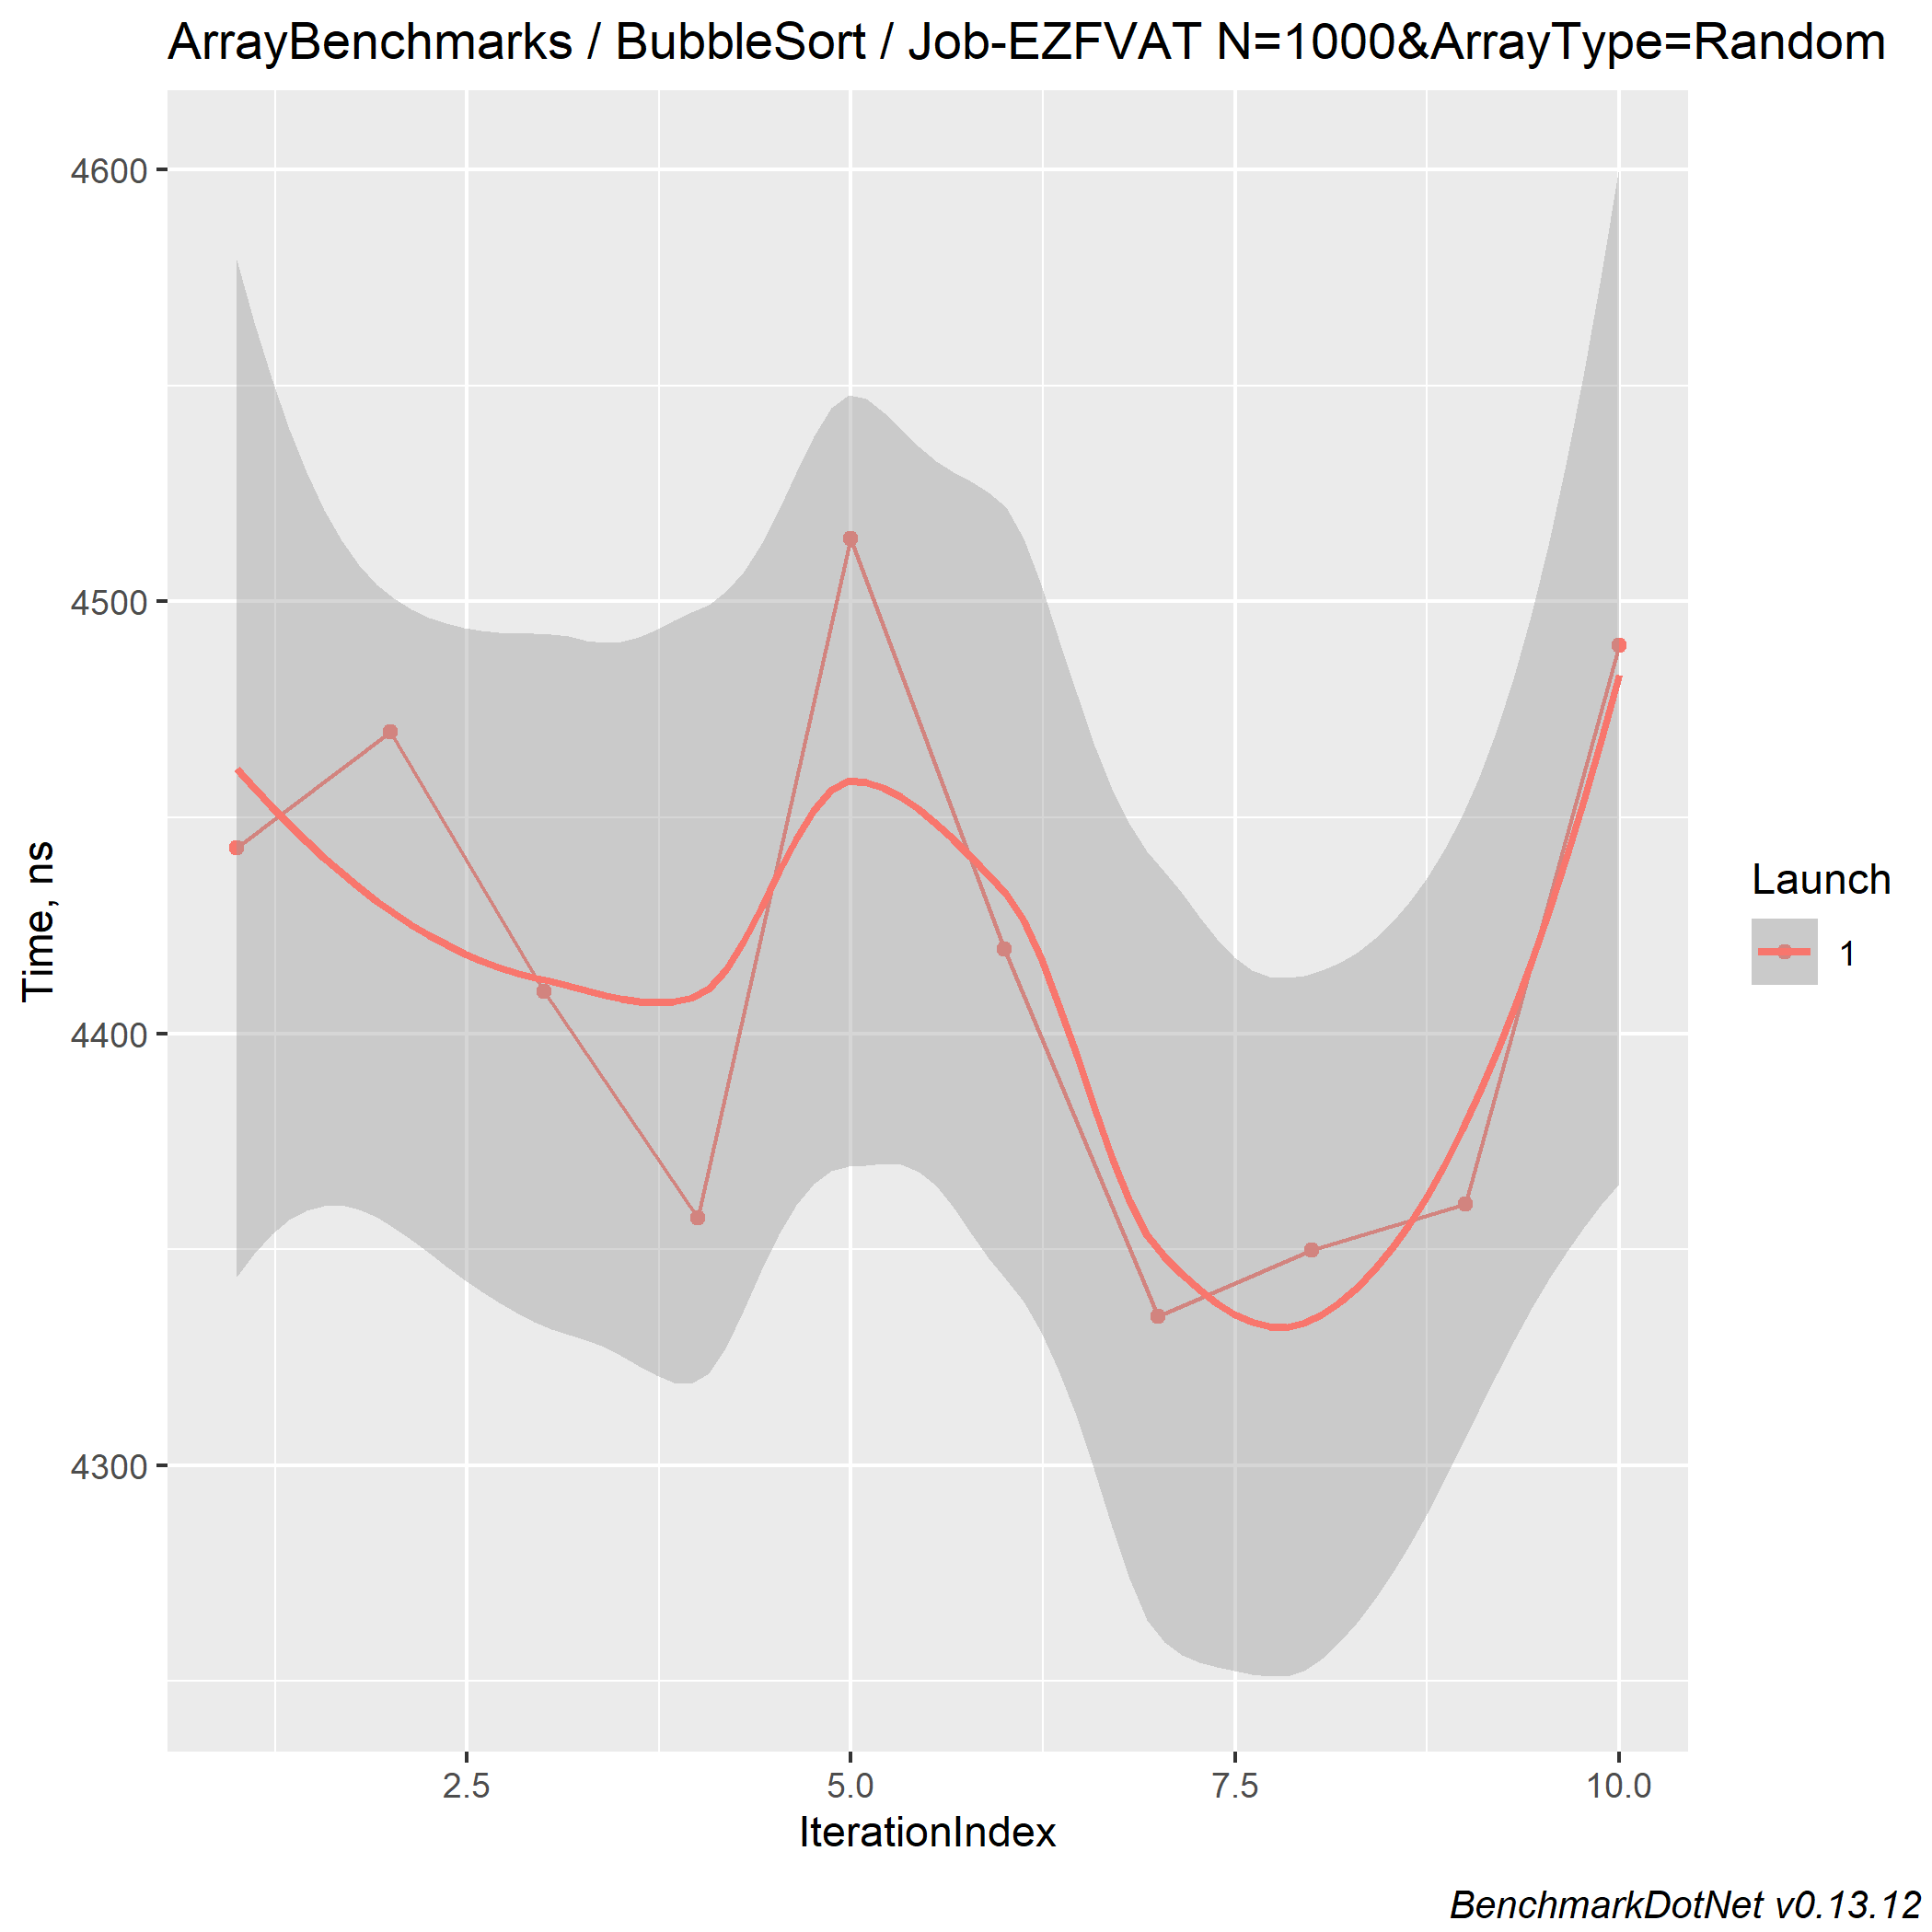 ArrayBenchmarks / BubbleSort / Job-EZFVAT N=1000&ArrayType=Random
4600
4500
4400
4300
Time, ns
2.5 5.0 7.5 10.0
IterationIndex
Launch
1
BenchmarkDotNet v0.13.12